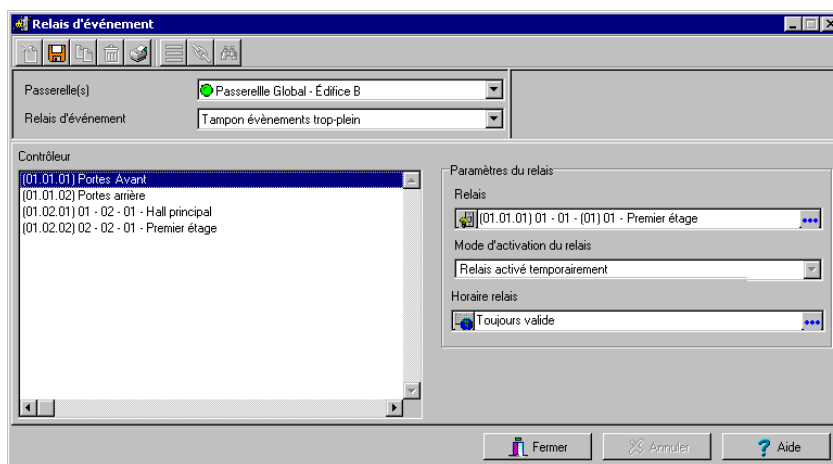 Relais d'événement
Passerelle(s)
Passerellle Global - Édifice B
Relais d'événement
Tampon évènements trop-plein
Contrôleur
(01.01.01) Portes Avant
(01.01.02) Portes arrière
(01.02.01) 01 - 02 - 01 - Hall principal
(01.02.02) 02 - 02 - 01 - Premier étage
Paramètres du relais
Relais
(01.01.01) 01 - 01 - (01) 01 - Premier étage
Mode d'activation du relais
Relais activé temporairement
Horaire relais
Toujours valide
Fermer
Annuler
Aide